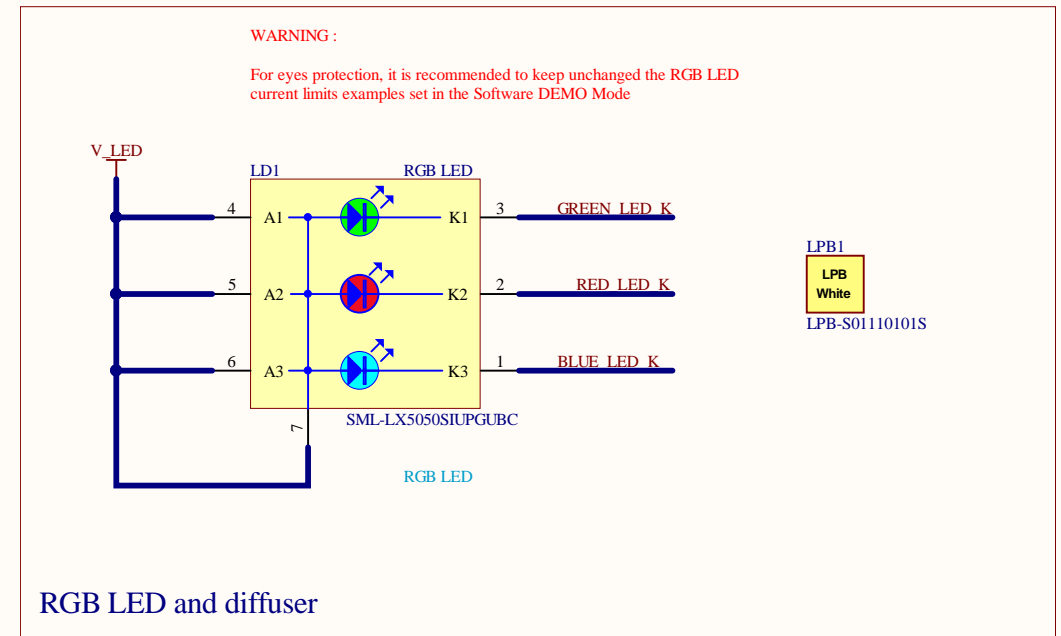 WARNING :
For eyes protection, it is recommended to keep unchanged the RGB LED
current limits examples set in the Software DEMO Mode
V_LED
LD1 RGB LED
4 A1 K1 3 GREEN_LED_K
5 A2 K2 2 RED_LED_K
6 A3 K3 1 BLUE_LED_K
7
SML-LX5050SIUPGUBC
RGB LED
LPB1
LPB
White
LPB-S01110101S
RGB LED and diffuser